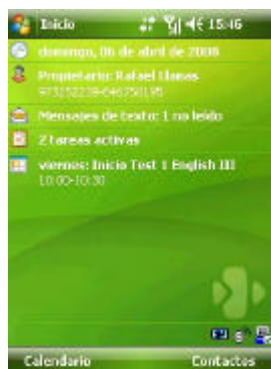 Inicio 15:46
domingo, 06 de abril de 2008
Propietario: Rafael Llanas
Mensajes de texto: 1 no leído
2 tareas activas
viernes: Inicio Test 1 English III
10:00-10:30
Calendario Contactos